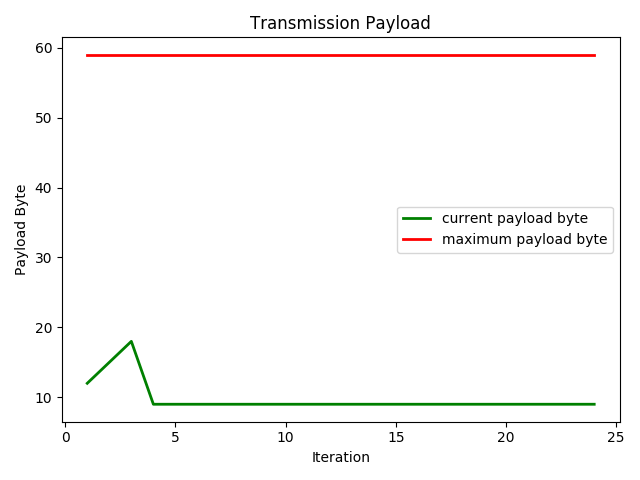 Transmission Payload
60
50
40
30
20
10
Payload Byte
current payload byte
maximum payload byte
0 5 10 15 20 25
Iteration